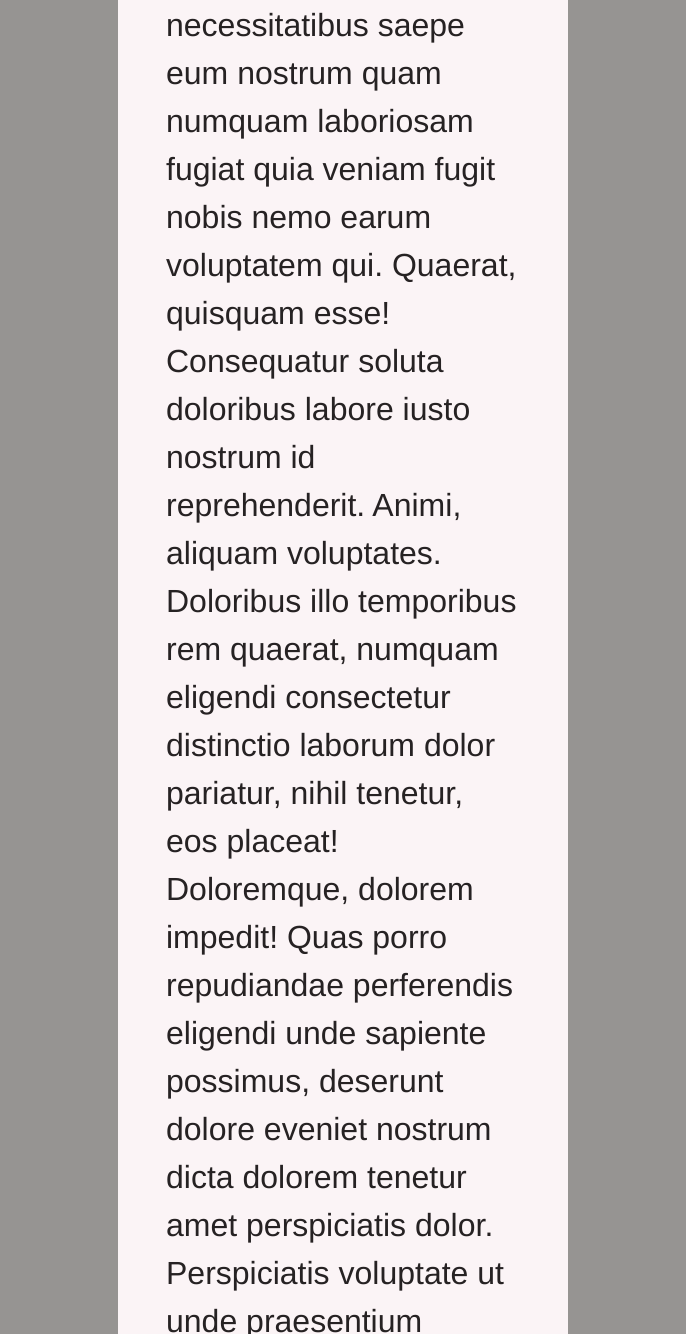 necessitatibus saepe
eum nostrum quam
numquam laboriosam
fugiat quia veniam fugit
nobis nemo earum
voluptatem qui. Quaerat,
quisquam esse!
Consequatur soluta
doloribus labore iusto
nostrum id
reprehenderit. Animi,
aliquam voluptates.
Doloribus illo temporibus
rem quaerat, numquam
eligendi consectetur
distinctio laborum dolor
pariatur, nihil tenetur,
eos placeat!
Doloremque, dolorem
impedit! Quas porro
repudiandae perferendis
eligendi unde sapiente
possimus, deserunt
dolore eveniet nostrum
dicta dolorem tenetur
amet perspiciatis dolor.
Perspiciatis voluptate ut
unde praesentium